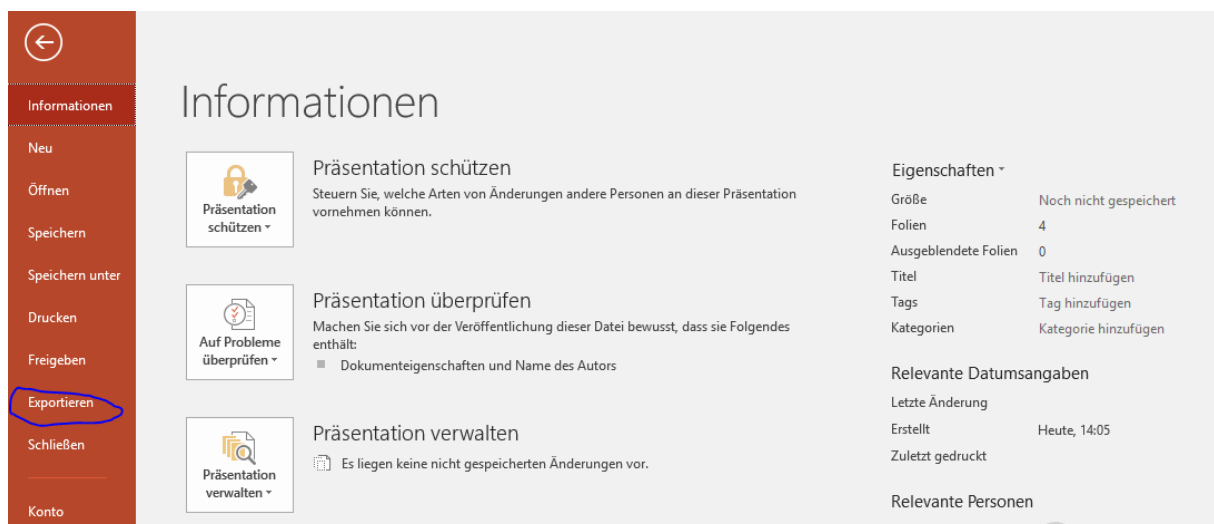 Informationen
Neu
Öffnen
Speichern
Speichern unter
Drucken
Freigeben
Exportieren
Schließen
Konto
Informationen
Präsentation
schützen
Präsentation schützen
Steuern Sie, welche Arten von Änderungen andere Personen an dieser Präsentation
vornehmen können.
Auf Probleme
überprüfen
Präsentation überprüfen
Machen Sie sich vor der Veröffentlichung dieser Datei bewusst, dass sie Folgendes
enthält:
Dokumenteigenschaften und Name des Autors
Präsentation
verwalten
Präsentation verwalten
Es liegen keine nicht gespeicherten Änderungen vor.
Eigenschaften
Größe Noch nicht gespeichert
Folien 4
Ausgeblendete Folien 0
Titel Titel hinzufügen
Tags Tag hinzufügen
Kategorien Kategorie hinzufügen
Relevante Datumsangaben
Letzte Änderung
Erstellt Heute, 14:05
Zuletzt gedruckt
Relevante Personen